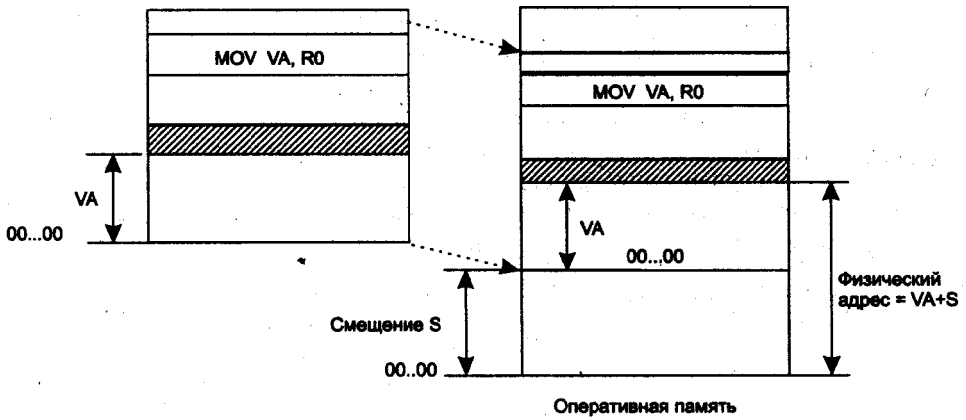 MOV VA, R0
MOV VA, R0
VA
00...00
VA
00...00
Физический
адрес = VA+S
Смещение S
00..00
Оперативная память